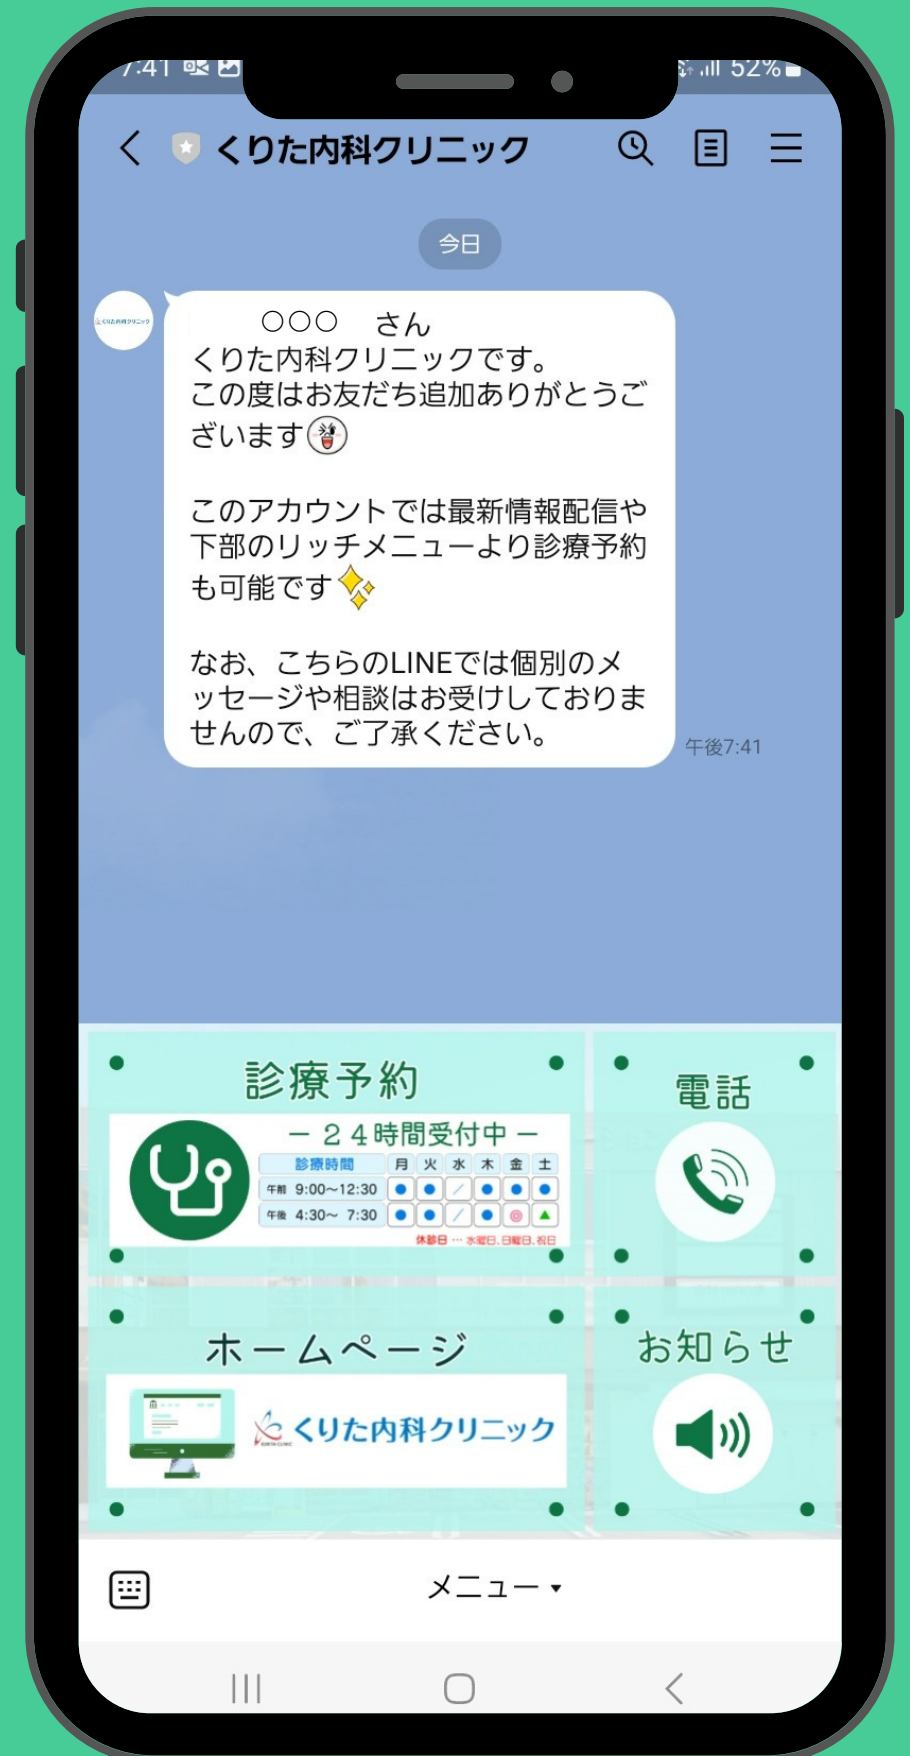 7:41
52%
くりた内科クリニック
今日
くりた内科クリニック
○○○ さん
くりた内科クリニックです。
この度はお友だち追加ありがとうご
ざいます
このアカウントでは最新情報配信や
下部のリッチメニューより診療予約
も可能です
なお、こちらのLINEでは個別のメ
ッセージや相談はお受けしておりま
せんので、ご了承ください。
午後7:41
診療予約
− 24時間受付中 −
診療時間 月 火 水 木 金 土
午前 9:00〜12:30 ● ● ／ ● ● ●
午後 4:30〜 7:30 ● ● ／ ● ◎ ▲
休診日 … 水曜日、日曜日、祝日
電話
ホームページ
くりた内科クリニック
お知らせ
メニュー ▾